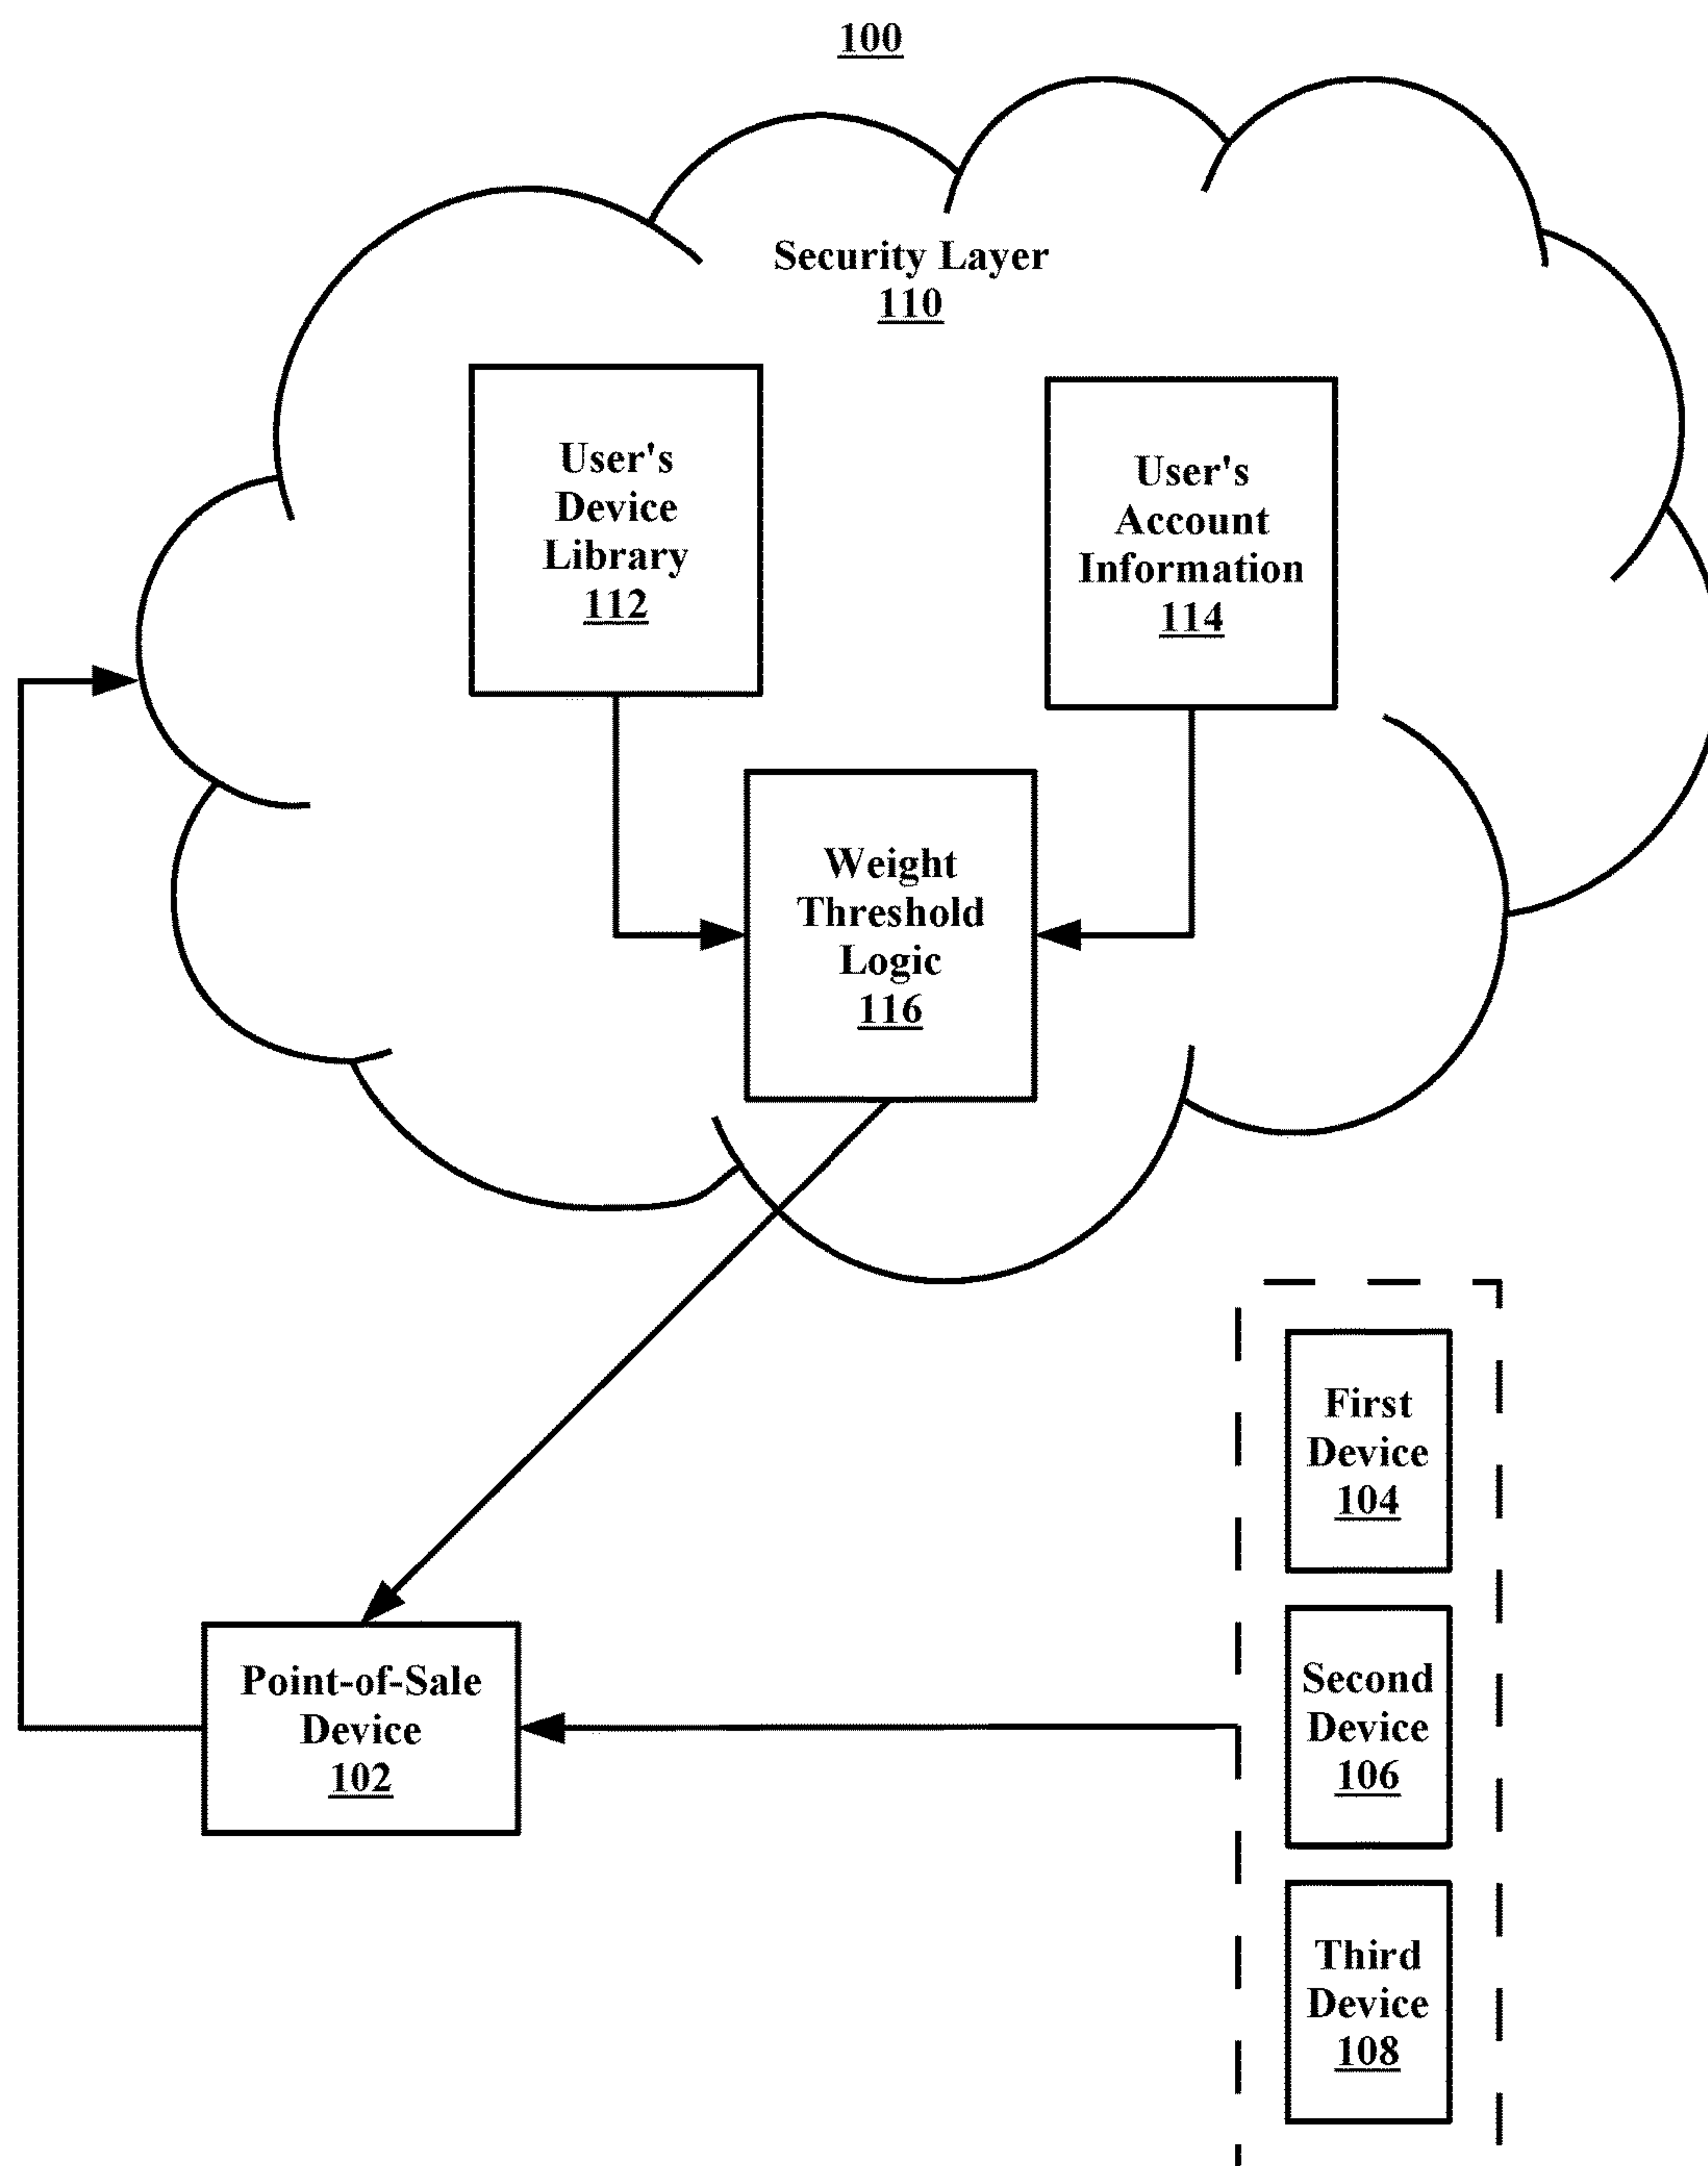 100
Security Layer
110
User's
Device
Library
112
User's
Account
Information
114
Weight
Threshold
Logic
116
First
Device
104
Point-of-Sale
Device
102
Second
Device
106
Third
Device
108